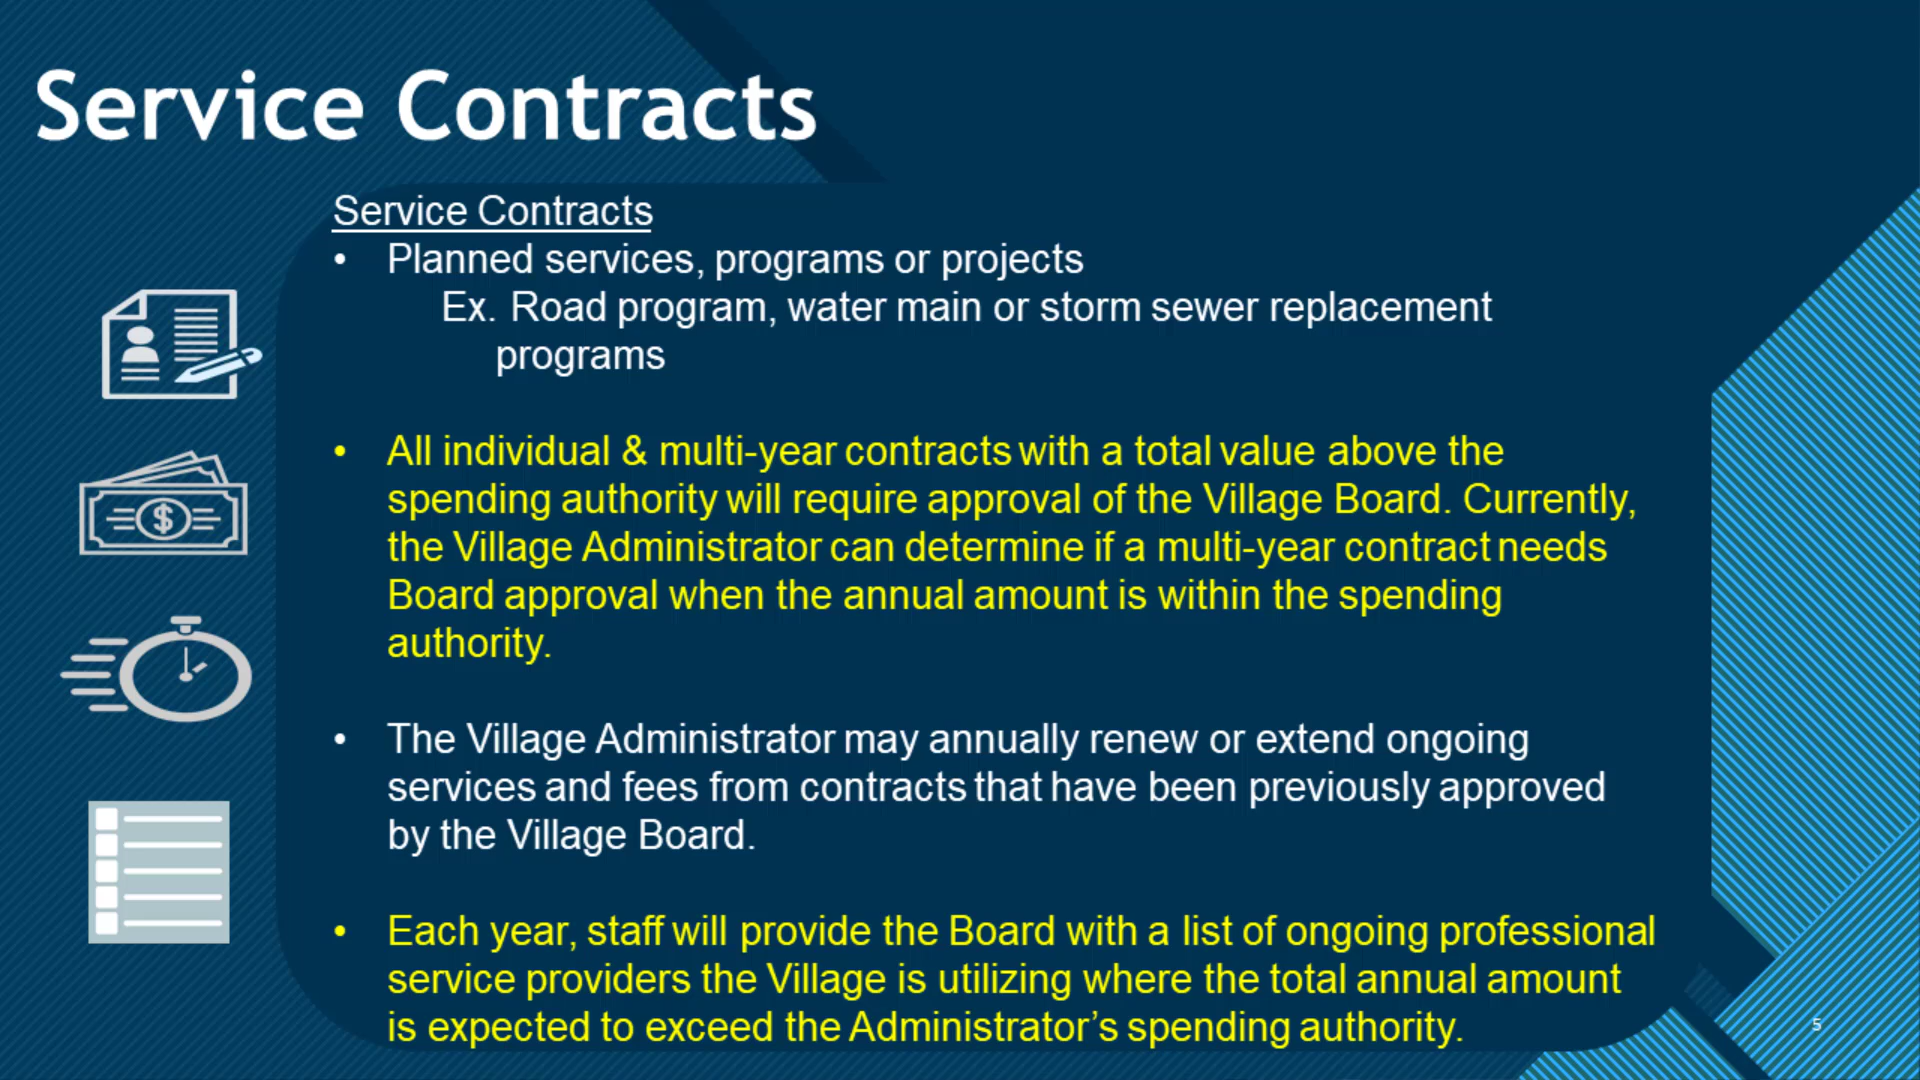 Service Contracts
Service Contracts
• Planned services, programs or projects
Ex. Road program, water main or storm sewer replacement
programs
• All individual & multi-year contracts with a total value above the
spending authority will require approval of the Village Board. Currently,
the Village Administrator can determine if a multi-year contract needs
Board approval when the annual amount is within the spending
authority.
• The Village Administrator may annually renew or extend ongoing
services and fees from contracts that have been previously approved
by the Village Board.
• Each year, staff will provide the Board with a list of ongoing professional
service providers the Village is utilizing where the total annual amount
is expected to exceed the Administrator’s spending authority.
$
5